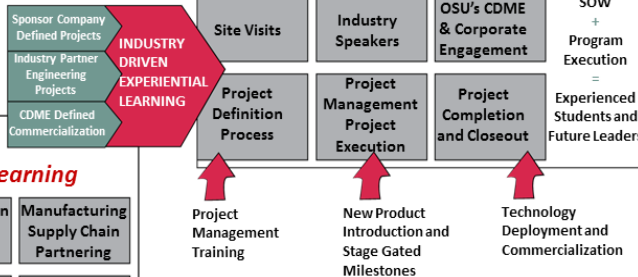 Sponsor Company
Defined Projects
Industry Partner
Engineering
Projects
CDME Defined
Commercialization
INDUSTRY
DRIVEN
EXPERIENTIAL
LEARNING
Site Visits
Industry
Speakers
OSU's CDME
& Corporate
Engagement
SOW
+
Program
Execution
=
Experienced
Students and
Future Leaders
Project
Definition
Process
Project
Management
Project
Execution
Project
Completion
and Closeout
earning
n
Manufacturing
Supply Chain
Partnering
Project
Management
Training
New Product
Introduction and
Stage Gated
Milestones
Technology
Deployment and
Commercialization